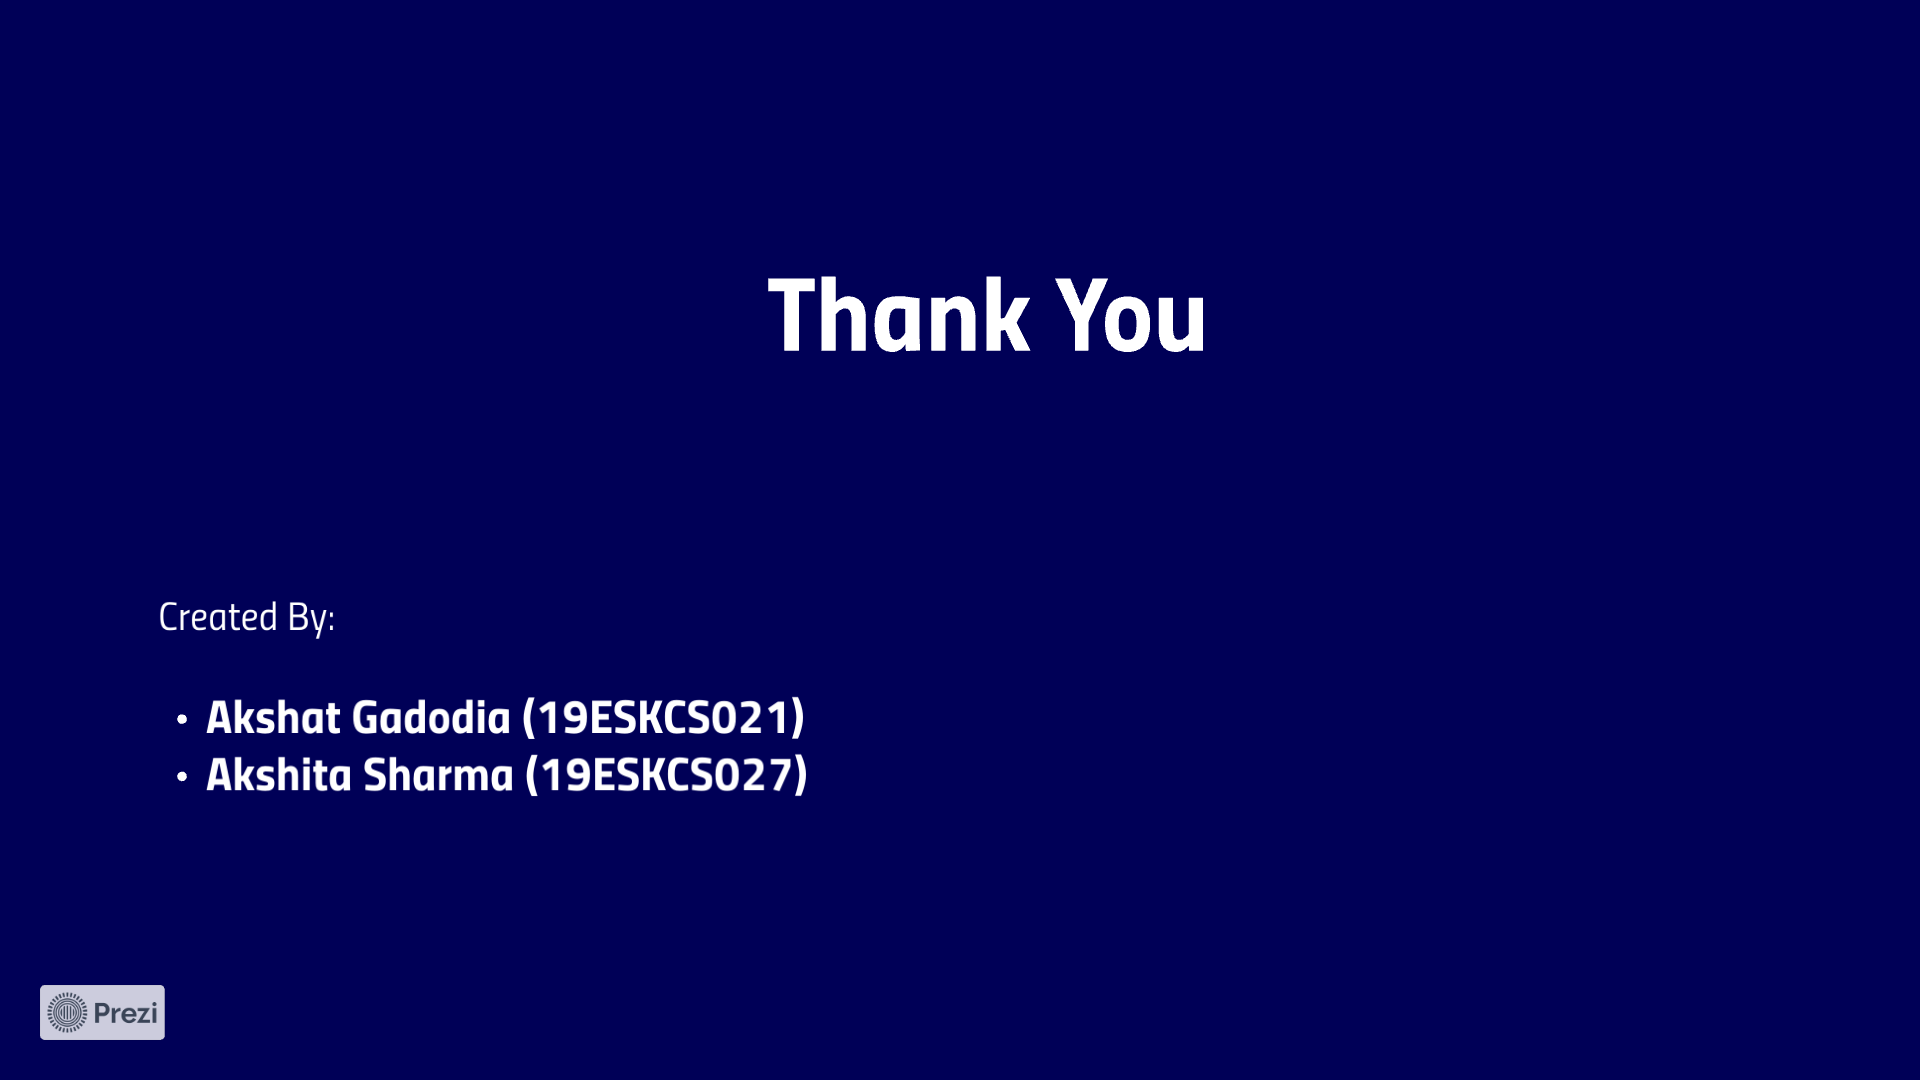 Thank You
Created By:
• Akshat Gadodia (19ESKCS021)
• Akshita Sharma (19ESKCS027)
Prezi